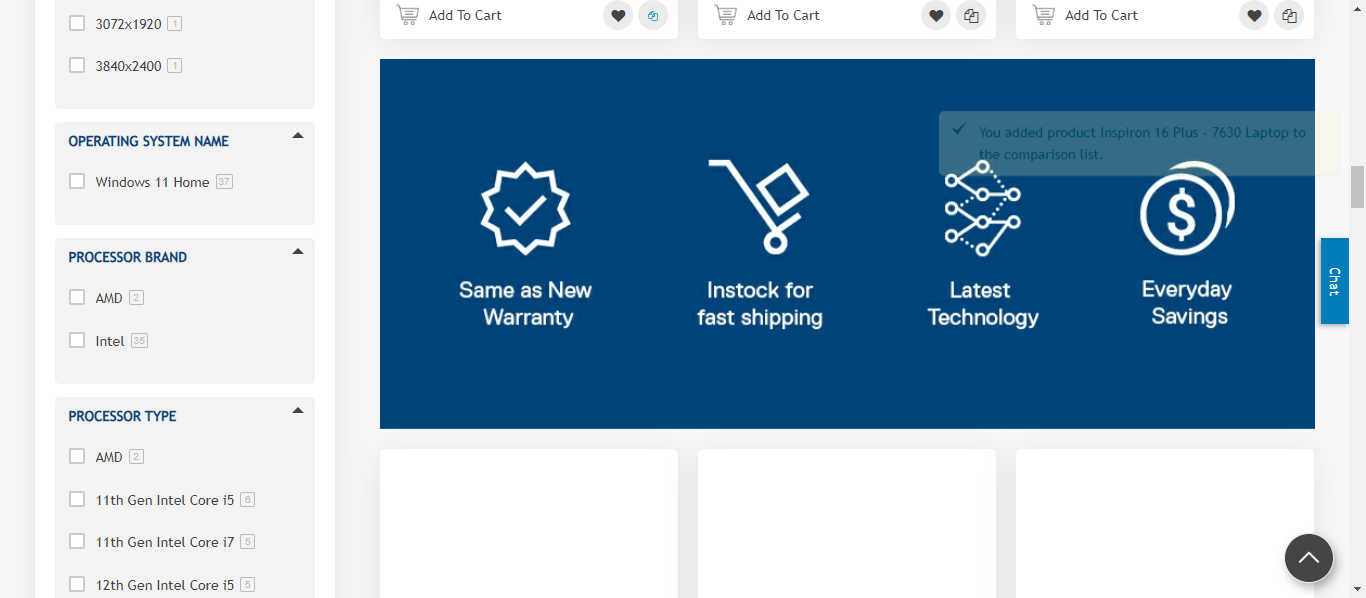 3072x1920 1
3840x2400 1
OPERATING SYSTEM NAME
Windows 11 Home 37
PROCESSOR BRAND
AMD 2
Intel 35
PROCESSOR TYPE
AMD 2
11th Gen Intel Core i5 6
11th Gen Intel Core i7 5
12th Gen Intel Core i5 5
Add To Cart
Add To Cart
Add To Cart
You added product Inspiron 16 Plus - 7630 Laptop to
the comparison list.
Same as New
Warranty
Instock for
fast shipping
Latest
Technology
$
Everyday
Savings
Chat